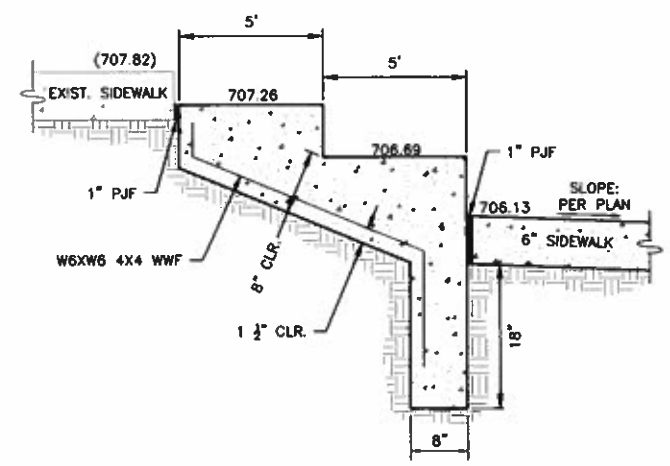 5'
(707.82)
5'
EXIST. SIDEWALK
707.26
706.69
1" PJF
1" PJF
706.13
SLOPE:
PER PLAN
6" SIDEWALK
W6XW6 4X4 WWF
8" CLR.
1 ½" CLR.
18"
8"